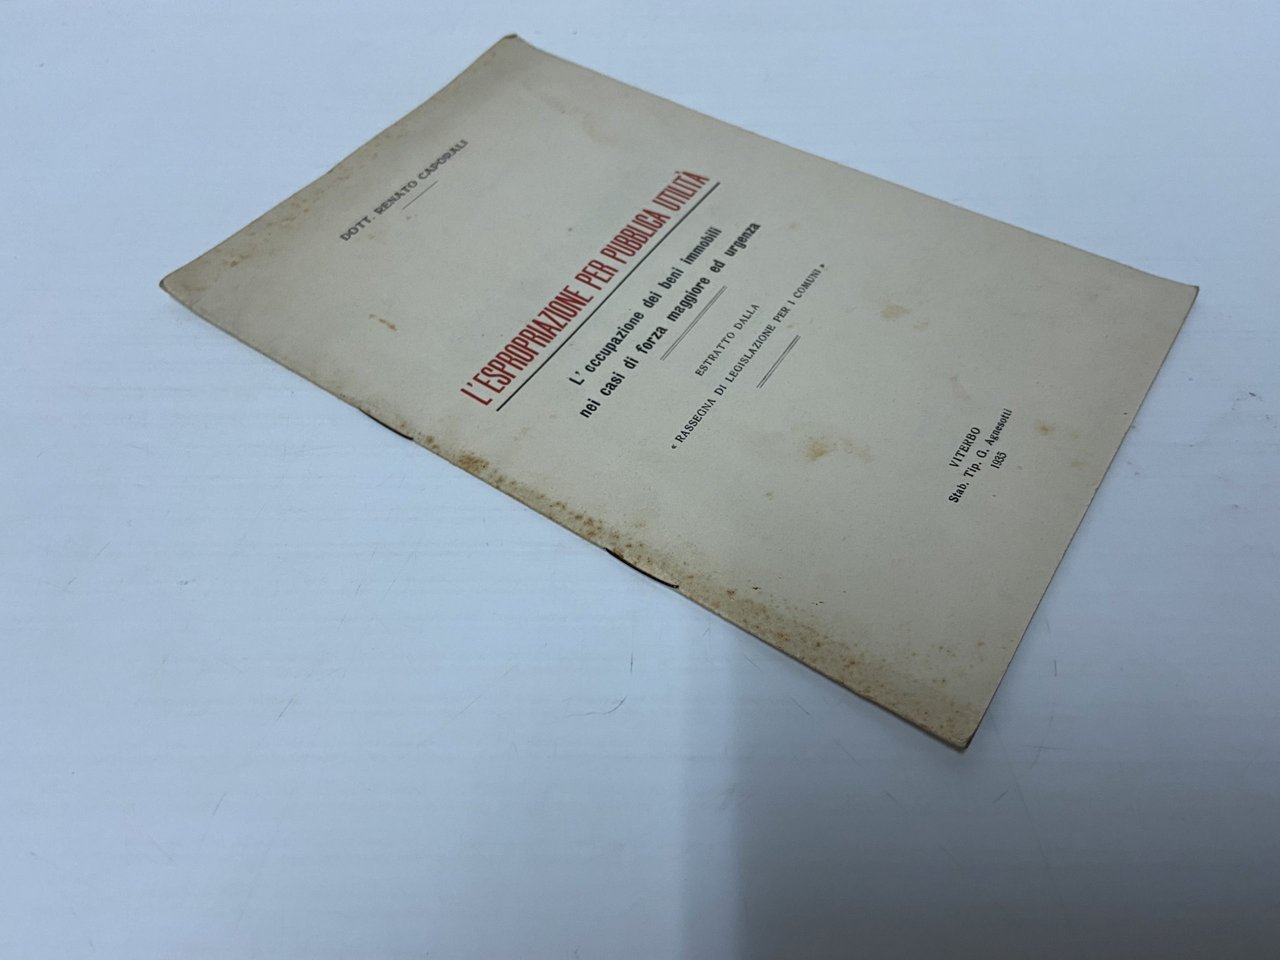 DOTT. RENATO CAPORALI
L'ESPROPRIAZIONE PER PUBBLICA UTILITÀ
L'occupazione dei beni immobili
nei casi di forza maggiore ed urgenza
ESTRATTO DALLA
« RASSEGNA DI LEGISLAZIONE PER I COMUNI »
VITERBO
Stab. Tip. G. Agnesotti
1935